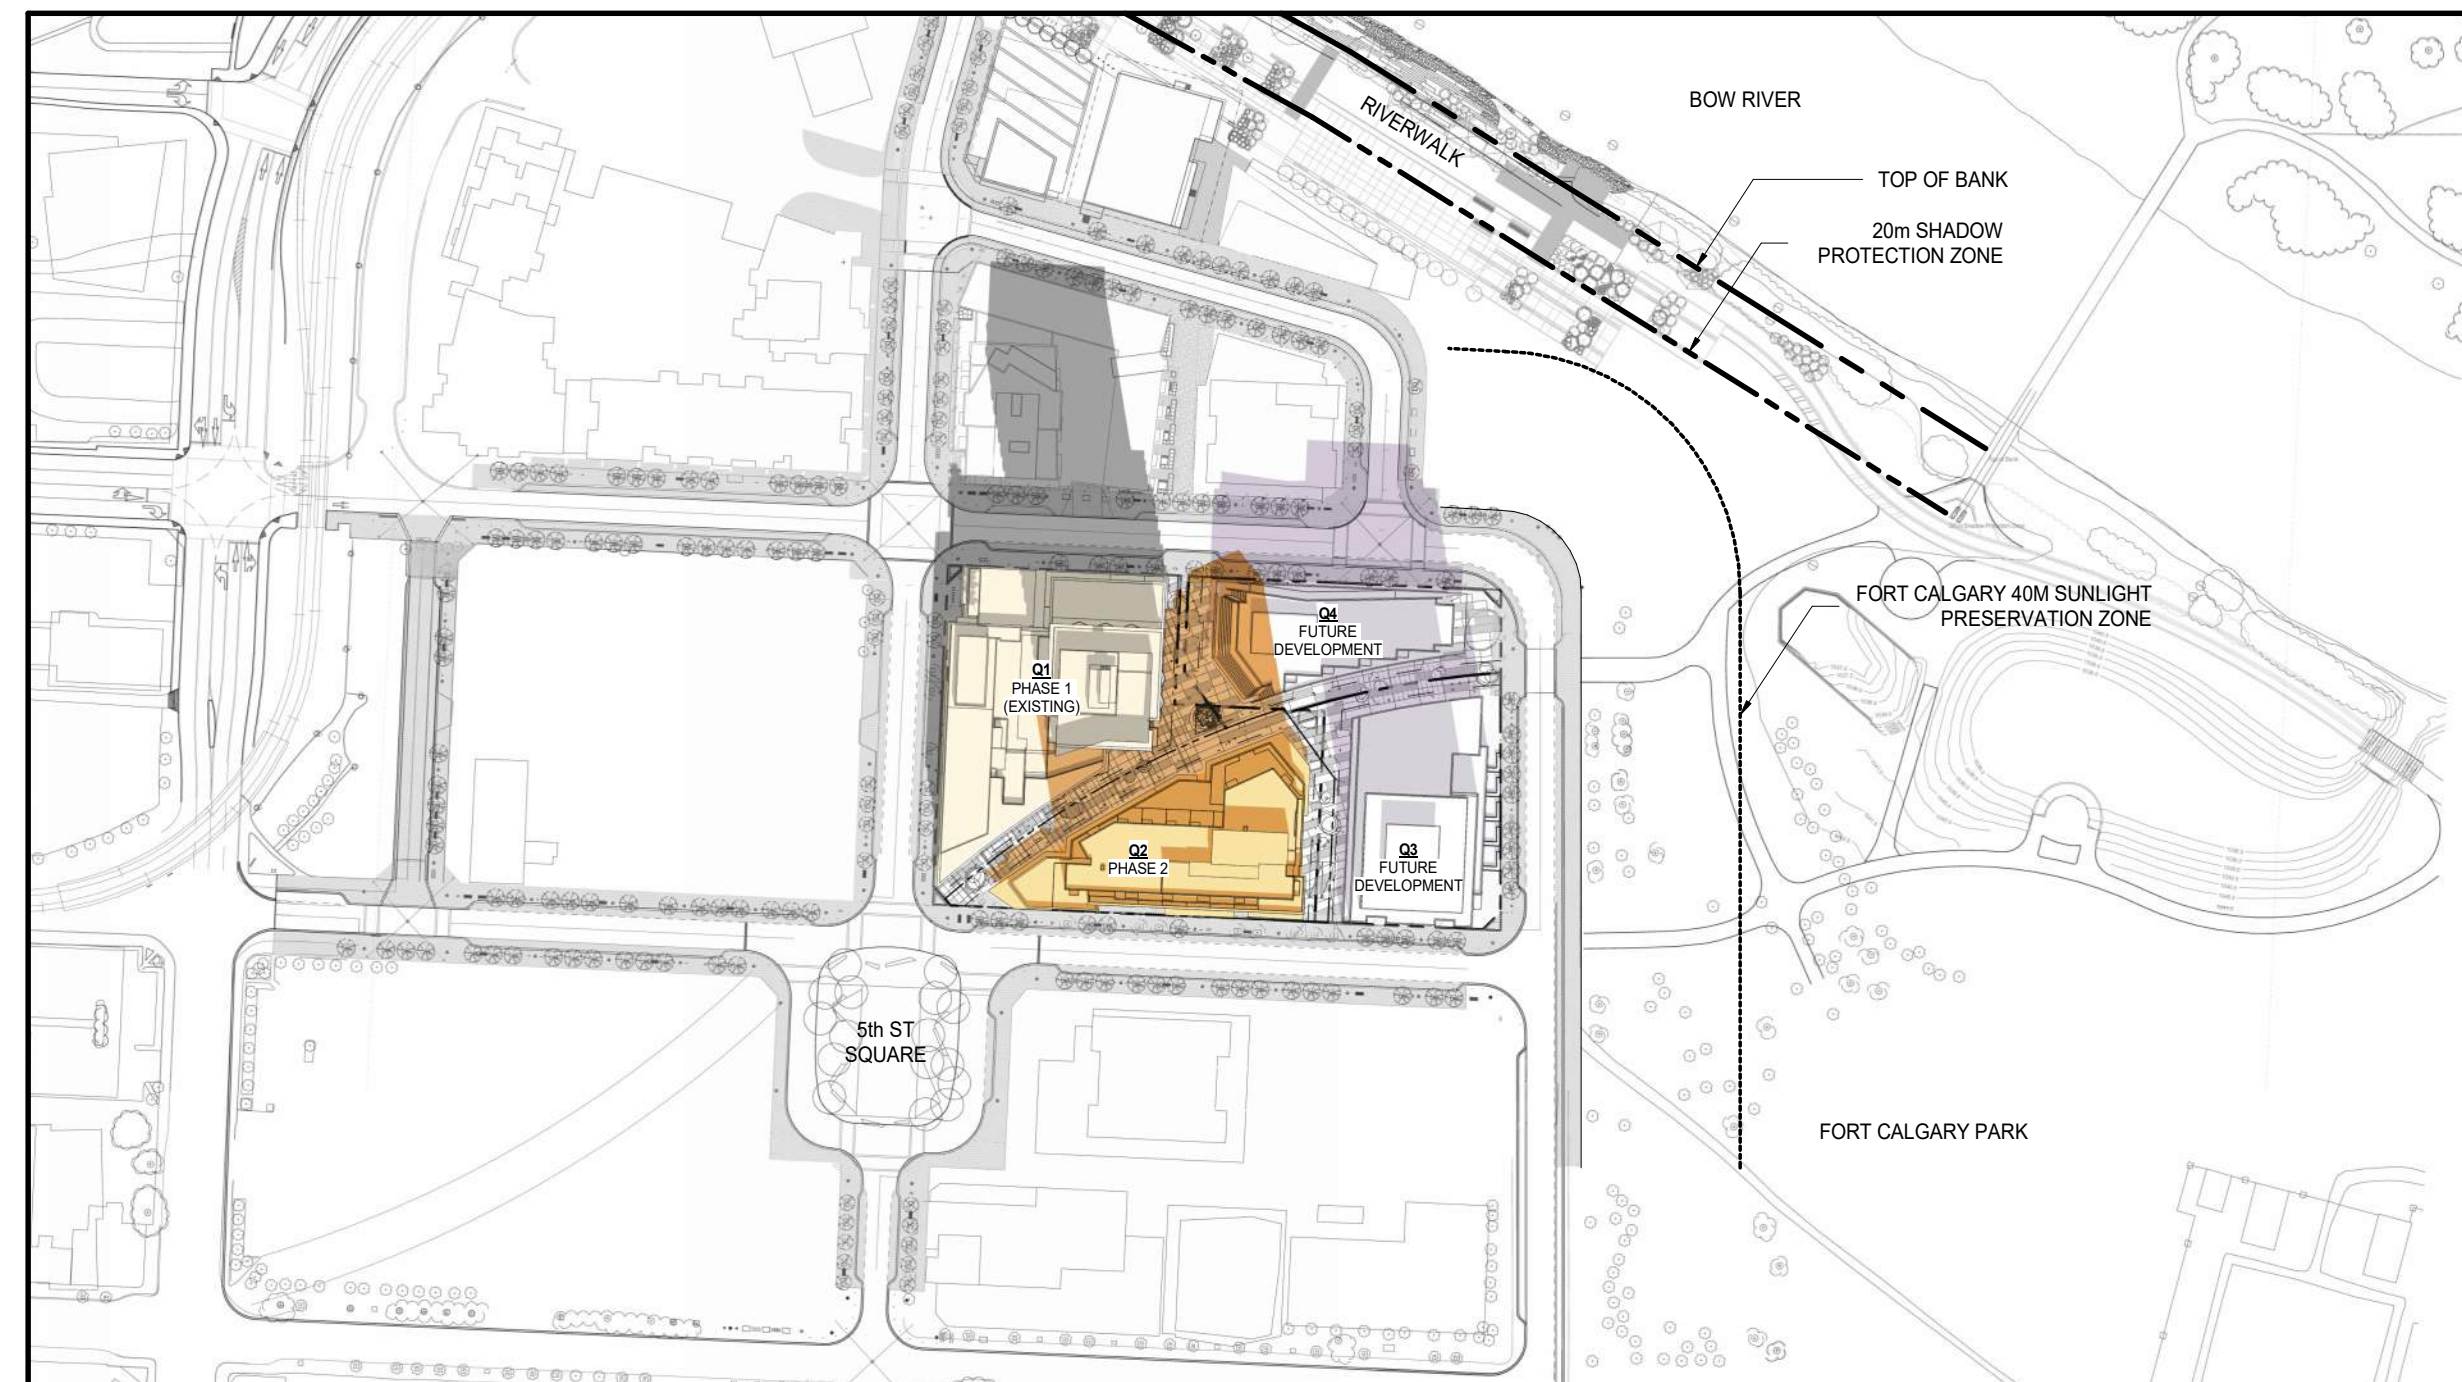 BOW RIVER
RIVERWALK
TOP OF BANK
20m SHADOW
PROTECTION ZONE
FORT CALGARY 40M SUNLIGHT
PRESERVATION ZONE
Q4
FUTURE
DEVELOPMENT
Q1
PHASE 1
(EXISTING)
Q2
PHASE 2
Q3
FUTURE
DEVELOPMENT
5th ST
SQUARE
FORT CALGARY PARK